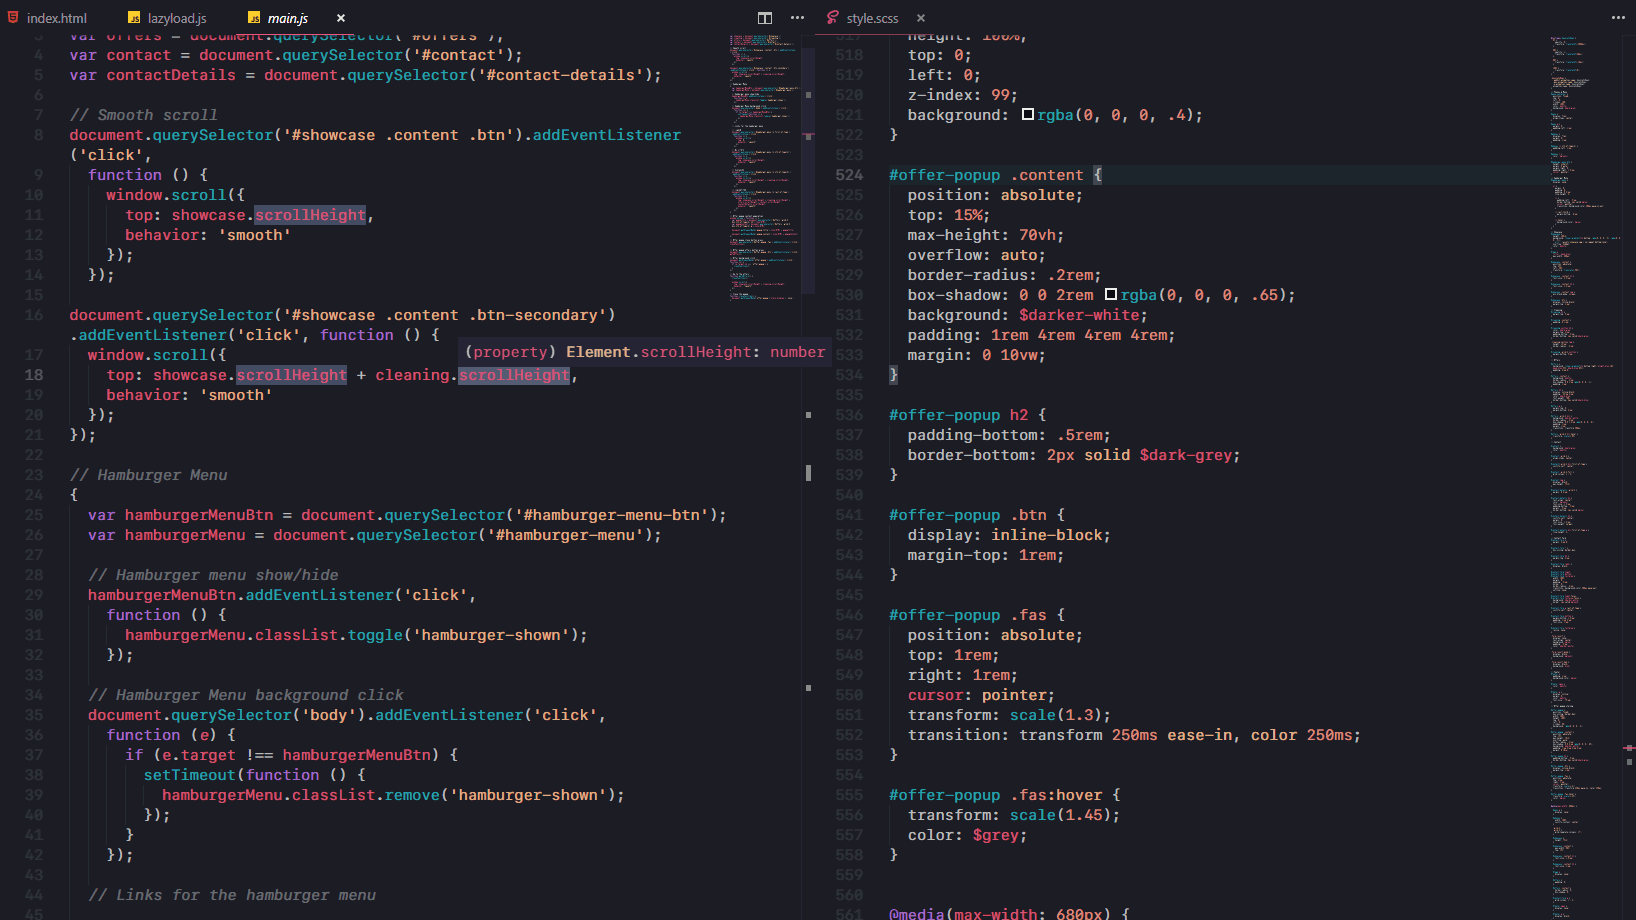 index.html
lazyload.js
main.js
style.scss
3 var offers = document.querySelector('#offers');
4 var contact = document.querySelector('#contact');
5 var contactDetails = document.querySelector('#contact-details');
6
7 // Smooth scroll
8 document.querySelector('#showcase .content .btn').addEventListener
('click',
9 function () {
10 window.scroll({
11 top: showcase.scrollHeight,
12 behavior: 'smooth'
13 });
14 });
15
16 document.querySelector('#showcase .content .btn-secondary')
.addEventListener('click', function () {
(property) Element.scrollHeight: number
17 window.scroll({
18 top: showcase.scrollHeight + cleaning.scrollHeight,
19 behavior: 'smooth'
20 });
21 });
22
23 // Hamburger Menu
24 {
25 var hamburgerMenuBtn = document.querySelector('#hamburger-menu-btn');
26 var hamburgerMenu = document.querySelector('#hamburger-menu');
27
28 // Hamburger menu show/hide
29 hamburgerMenuBtn.addEventListener('click',
30 function () {
31 hamburgerMenu.classList.toggle('hamburger-shown');
32 });
33
34 // Hamburger Menu background click
35 document.querySelector('body').addEventListener('click',
36 function (e) {
37 if (e.target !== hamburgerMenuBtn) {
38 setTimeout(function () {
39 hamburgerMenu.classList.remove('hamburger-shown');
40 });
41 }
42 });
43
44 // Links for the hamburger menu
45
517 height: 100%;
518 top: 0;
519 left: 0;
520 z-index: 99;
521 background: rgba(0, 0, 0, .4);
522 }
523
524 #offer-popup .content {
525 position: absolute;
526 top: 15%;
527 max-height: 70vh;
528 overflow: auto;
529 border-radius: .2rem;
530 box-shadow: 0 0 2rem rgba(0, 0, 0, .65);
531 background: $darker-white;
532 padding: 1rem 4rem 4rem 4rem;
533 margin: 0 10vw;
534 }
535
536 #offer-popup h2 {
537 padding-bottom: .5rem;
538 border-bottom: 2px solid $dark-grey;
539 }
540
541 #offer-popup .btn {
542 display: inline-block;
543 margin-top: 1rem;
544 }
545
546 #offer-popup .fas {
547 position: absolute;
548 top: 1rem;
549 right: 1rem;
550 cursor: pointer;
551 transform: scale(1.3);
552 transition: transform 250ms ease-in, color 250ms;
553 }
554
555 #offer-popup .fas:hover {
556 transform: scale(1.45);
557 color: $grey;
558 }
559
560
561 @media(max-width: 680px) {